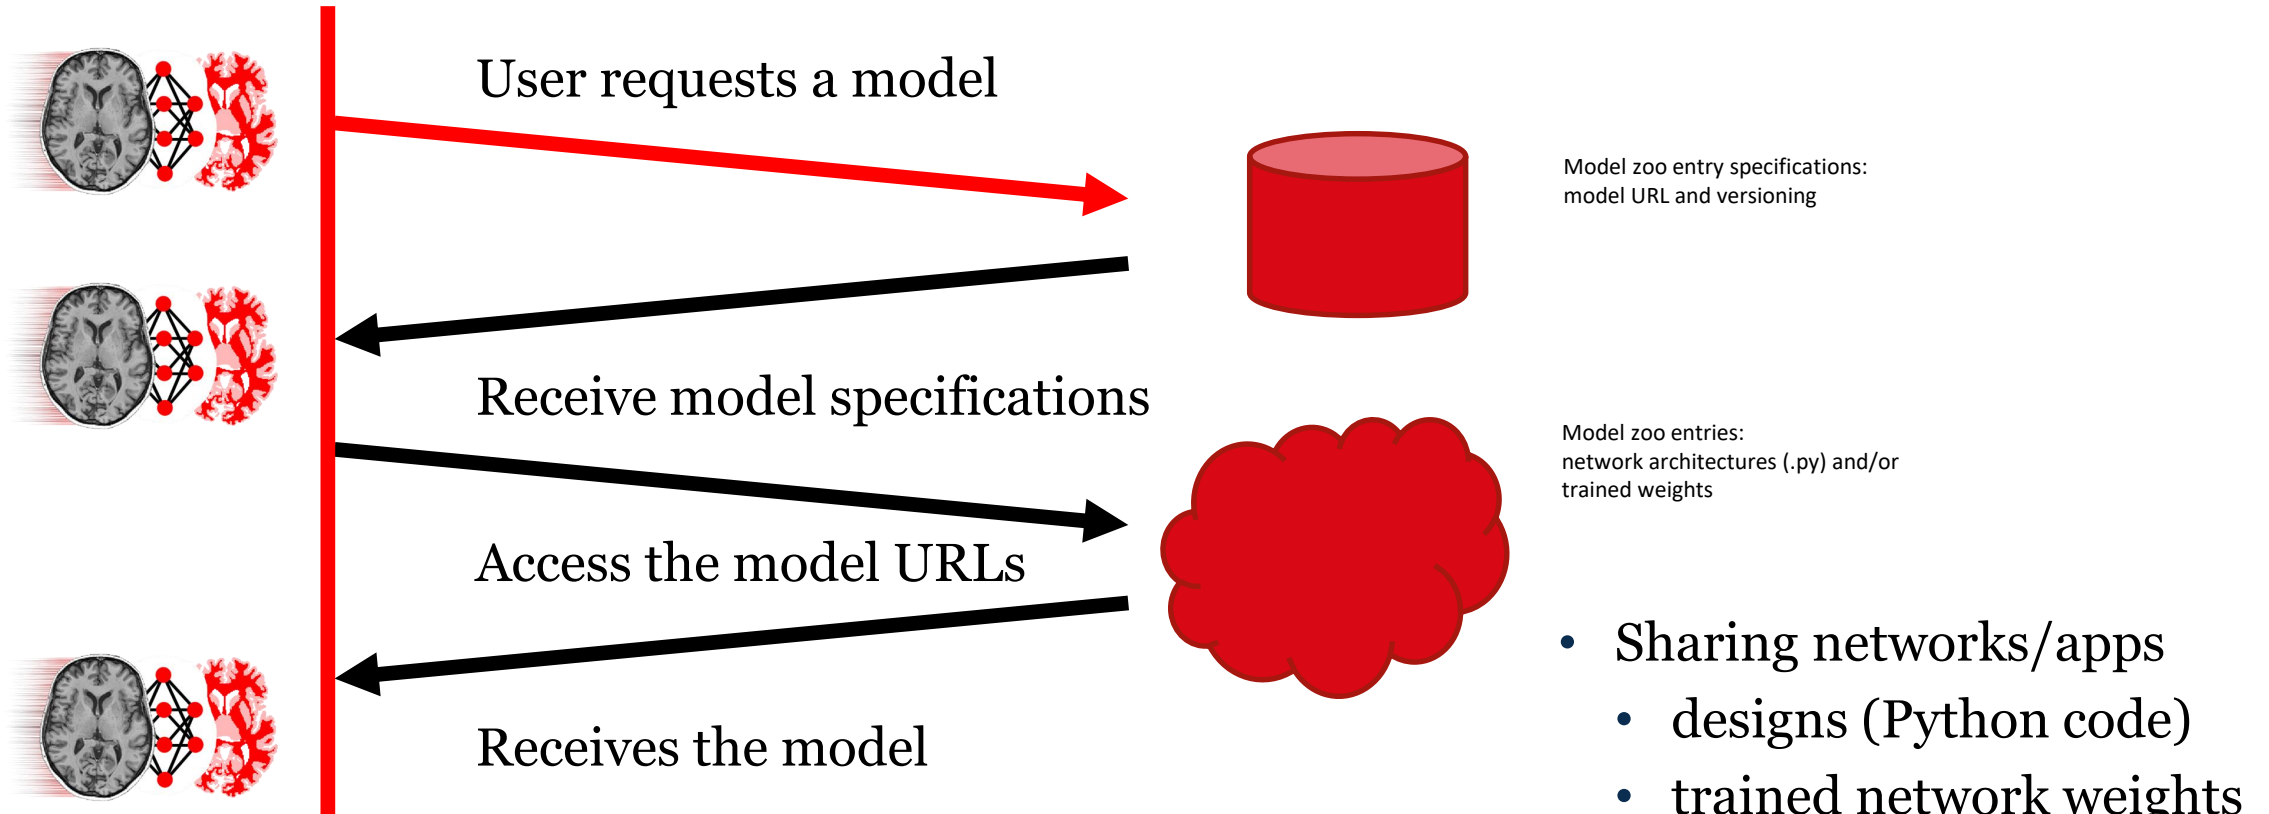 User requests a model
Model zoo entry specifications:
model URL and versioning
Receive model specifications
Model zoo entries:
network architectures (.py) and/or
trained weights
Access the model URLs
Receives the model
• Sharing networks/apps
• designs (Python code)
• trained network weights